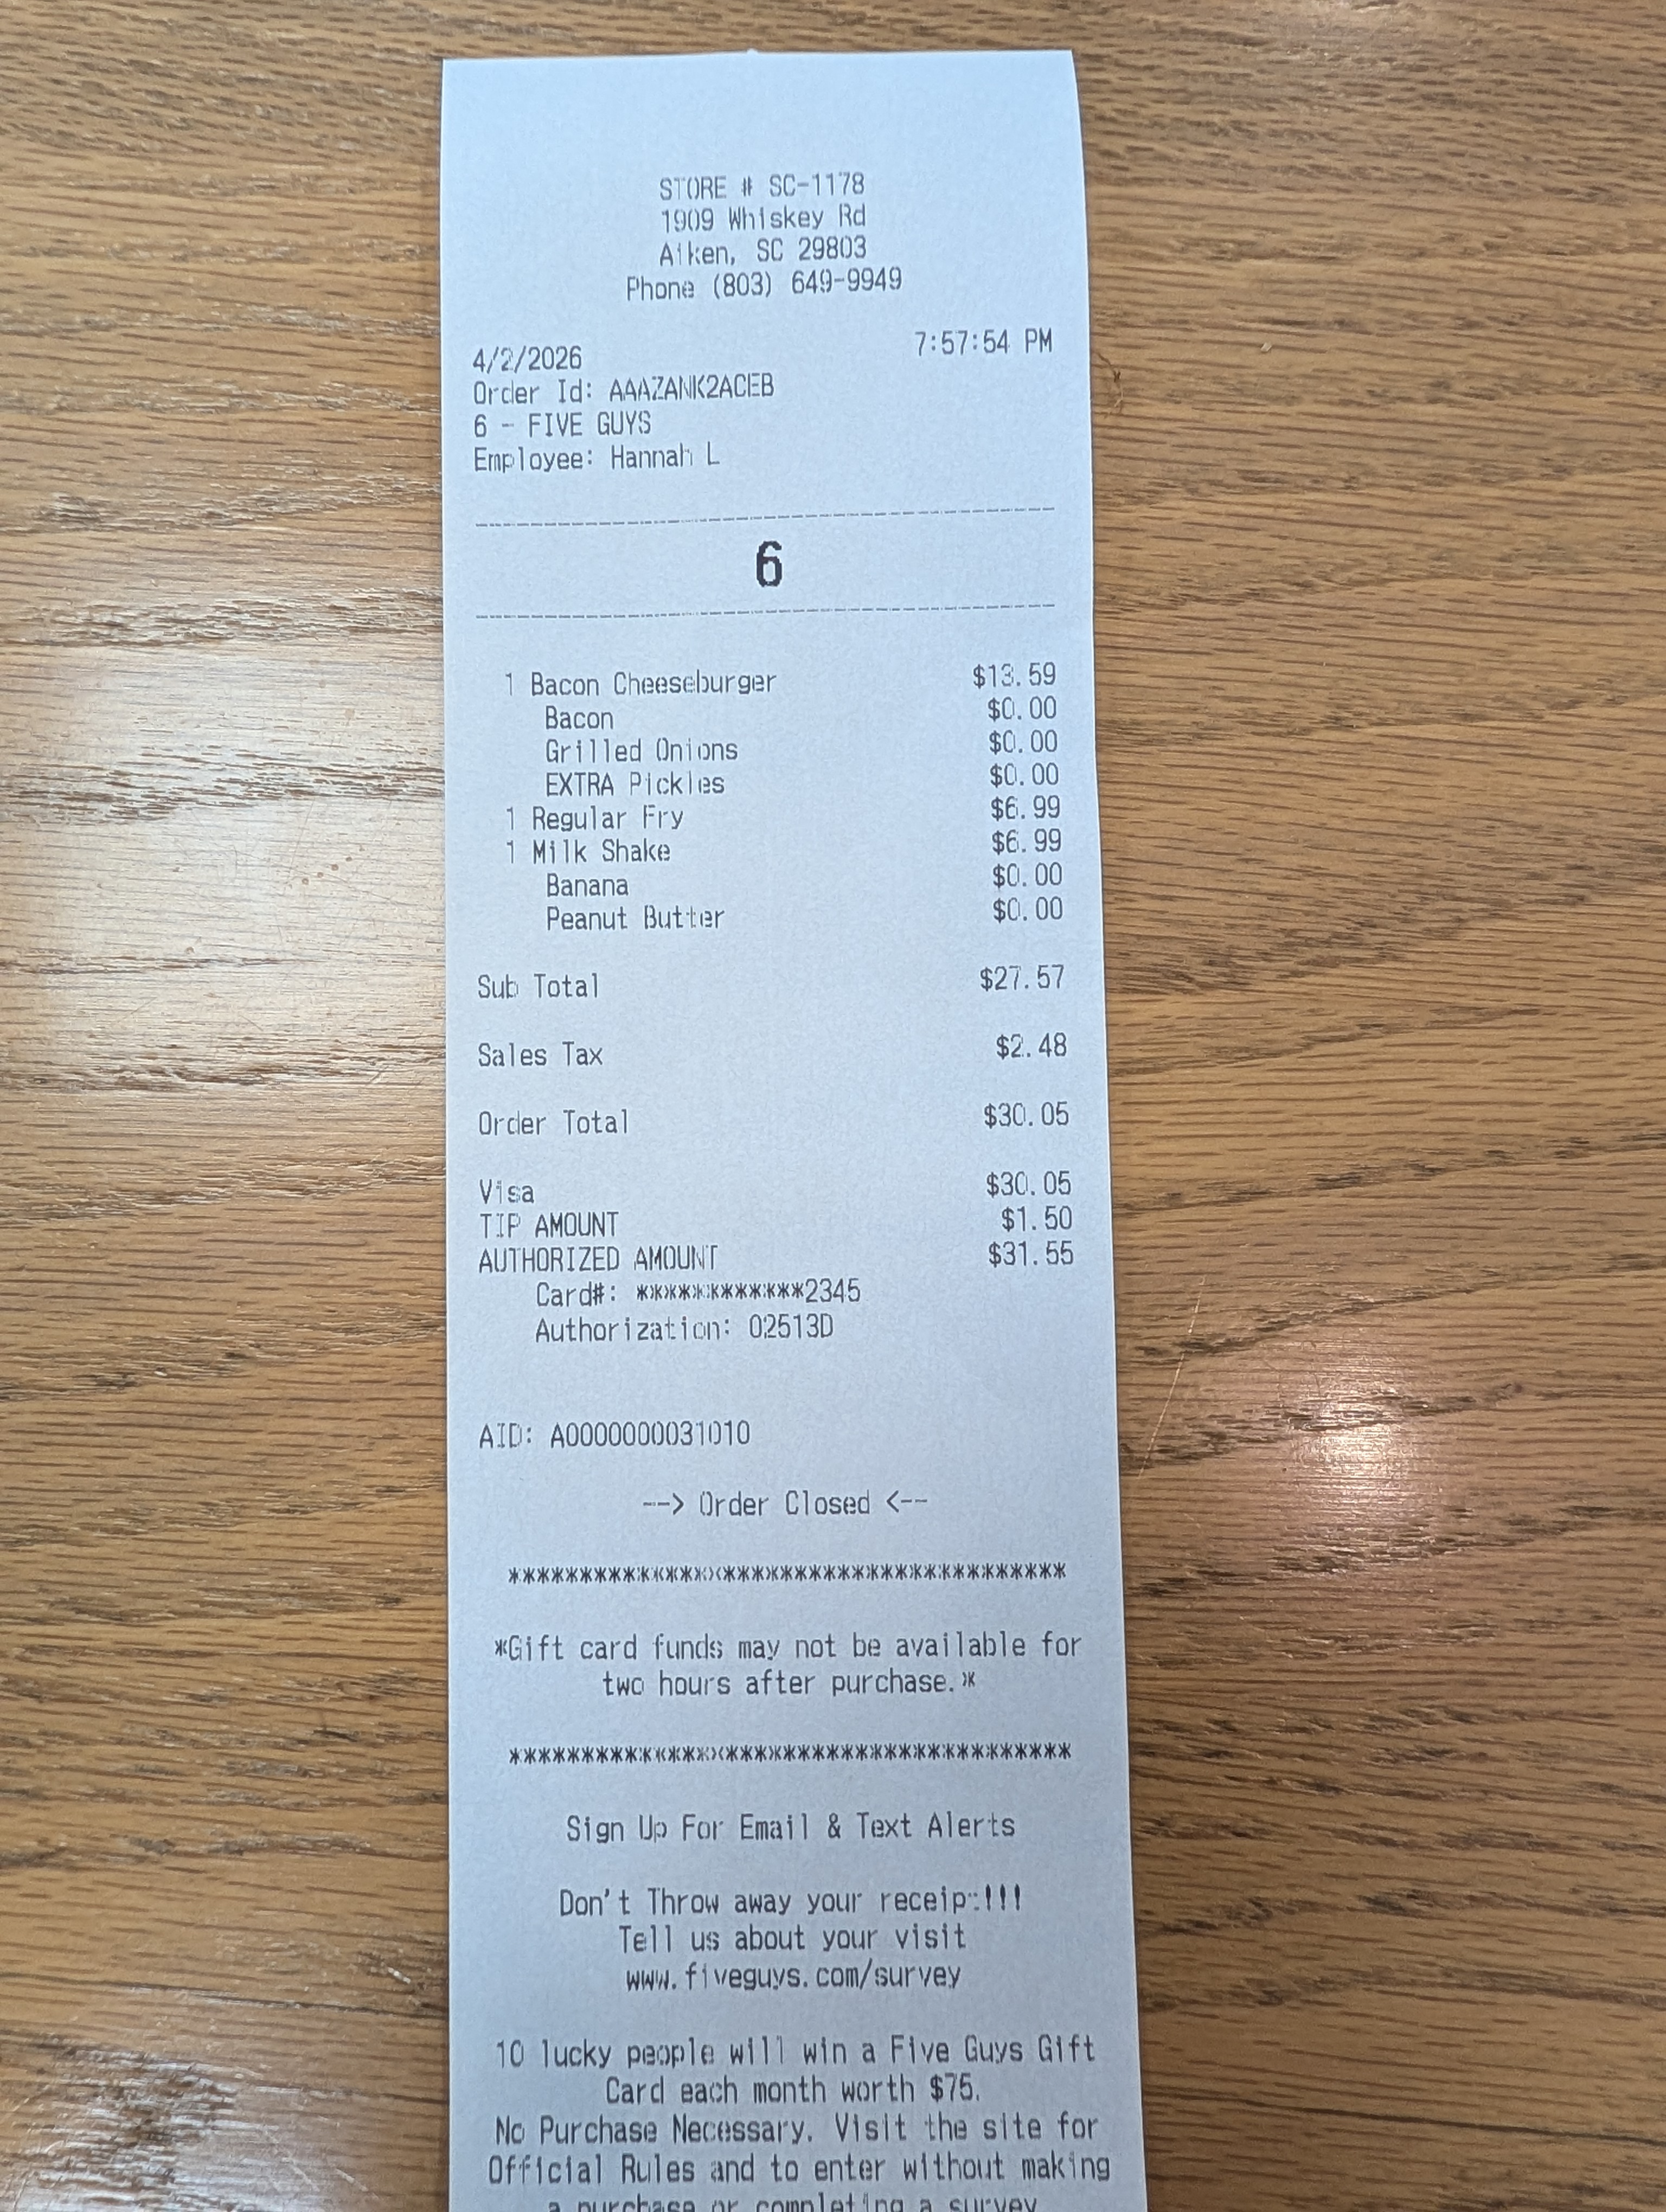 STORE # SC-1178
1909 Whiskey Rd
Aiken, SC 29803
Phone (803) 649-9949
4/2/2026 7:57:54 PM
Order Id: AAAZANK2ACEB
6 - FIVE GUYS
Employee: Hannah L
6
1 Bacon Cheeseburger $13.59
Bacon $0.00
Grilled Onions $0.00
EXTRA Pickles $0.00
1 Regular Fry $6.99
1 Milk Shake $6.99
Banana $0.00
Peanut Butter $0.00
Sub Total $27.57
Sales Tax $2.48
Order Total $30.05
Visa $30.05
TIP AMOUNT $1.50
AUTHORIZED AMOUNT $31.55
Card#: ************2345
Authorization: 02513D
AID: A0000000031010
--> Order Closed <--
***************************************
*Gift card funds may not be available for
two hours after purchase.*
***************************************
Sign Up For Email & Text Alerts
Don't Throw away your receipt!!!
Tell us about your visit
www.fiveguys.com/survey
10 lucky people will win a Five Guys Gift
Card each month worth $75.
No Purchase Necessary. Visit the site for
Official Rules and to enter without making
a purchase or completing a survey